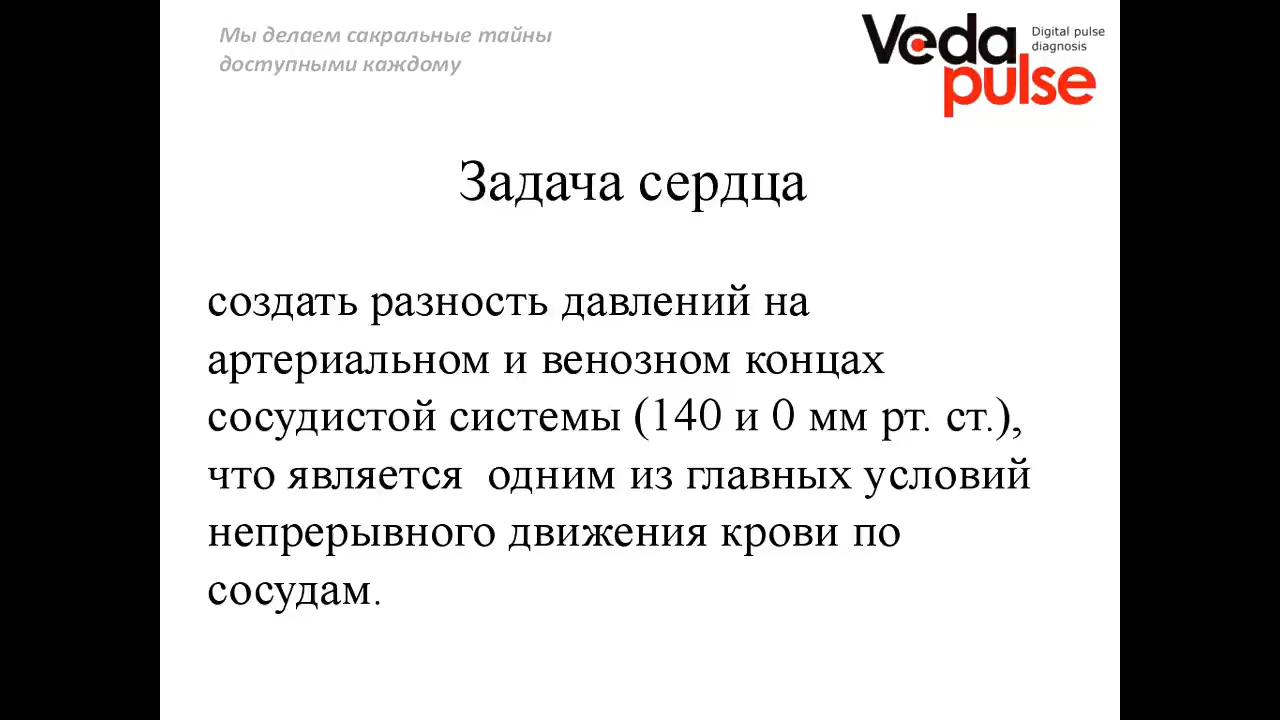 Мы делаем сакральные тайны
доступными каждому
Veda
pulse
Digital pulse
diagnosis
Задача сердца
создать разность давлений на
артериальном и венозном концах
сосудистой системы (140 и 0 мм рт. ст.),
что является  одним из главных условий
непрерывного движения крови по
сосудам.